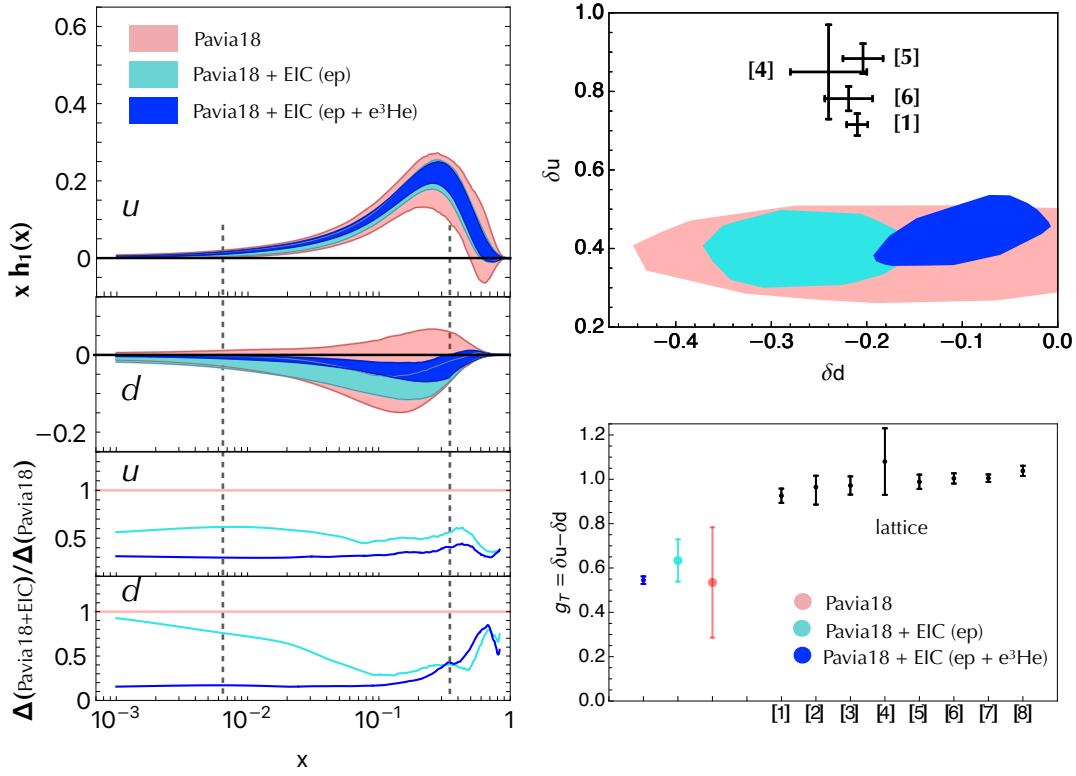 0.6
0.4
0.2
0
Pavia18
Pavia18 + EIC (ep)
Pavia18 + EIC (ep + e³He)
u
x h₁(x)
0
−0.2
d
u
1
0.5
0
d
1
0.5
0
Δ(Pavia18+EIC)/Δ(Pavia18)
10⁻³ 10⁻² 10⁻¹ 1
x
1.0
0.8
0.6
0.4
0.2
δu
[4]
[5]
[6]
[1]
−0.4 −0.3 −0.2 −0.1 0.0
δd
1.2
1.0
0.8
0.6
0.4
0.2
0.0
g_T = δu−δd
lattice
Pavia18
Pavia18 + EIC (ep)
Pavia18 + EIC (ep + e³He)
[1] [2] [3] [4] [5] [6] [7] [8]